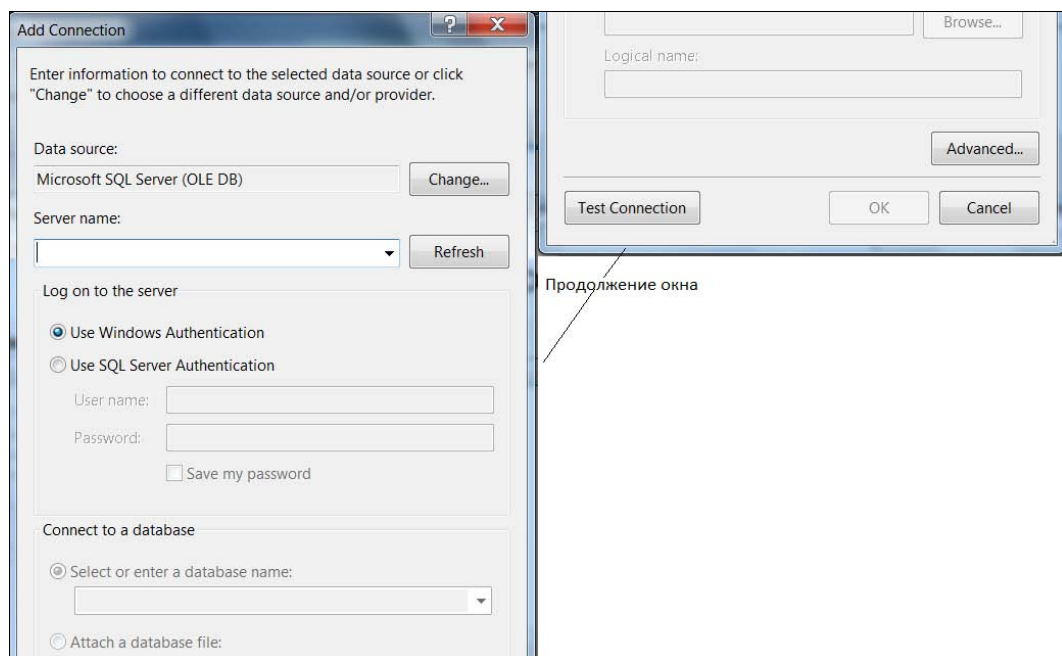 Add Connection
Enter information to connect to the selected data source or click
"Change" to choose a different data source and/or provider.
Data source:
Microsoft SQL Server (OLE DB)
Change...
Server name:
Refresh
Log on to the server
Use Windows Authentication
Use SQL Server Authentication
User name:
Password:
Save my password
Connect to a database
Select or enter a database name:
Attach a database file:
Browse...
Logical name:
Advanced...
Test Connection
OK
Cancel
Продолжение окна